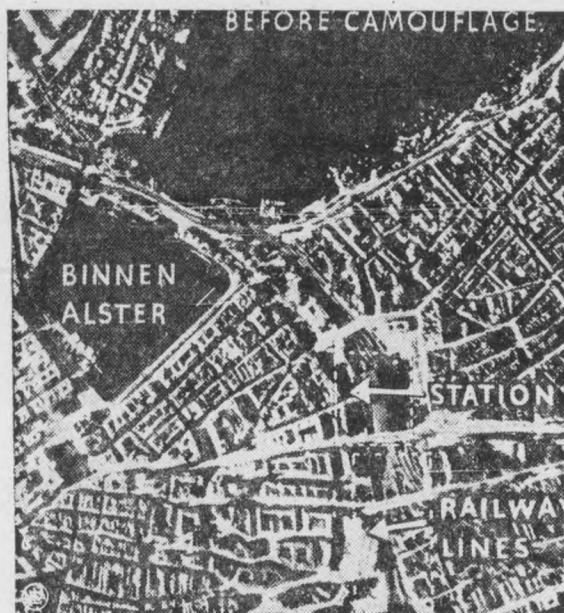 BEFORE CAMOUFLAGE.
BINNEN
ALSTER
STATION
RAILWA
LINES